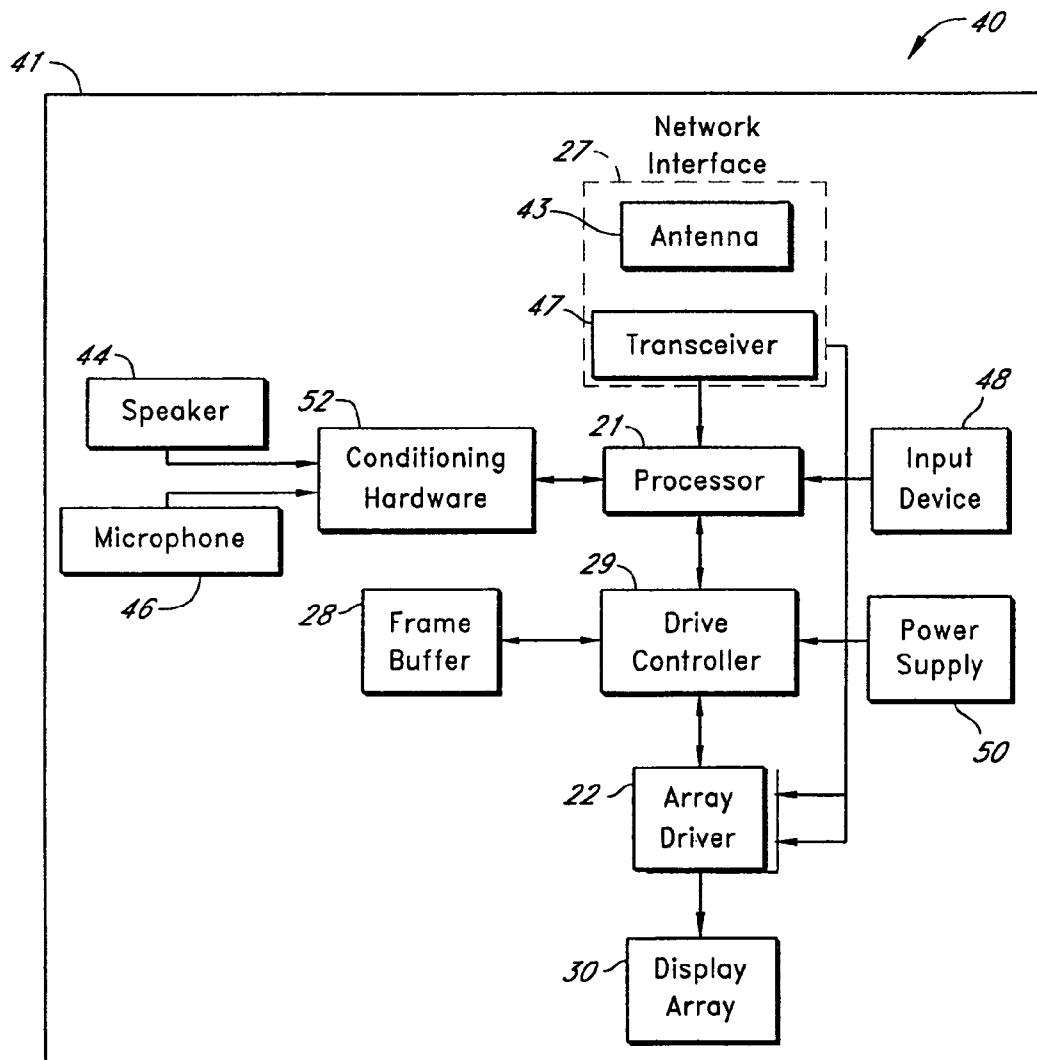 40
41
Network
Interface
27
43
Antenna
47
Transceiver
44
Speaker
52
Conditioning
Hardware
21
Processor
48
Input
Device
Microphone
46
29
28
Frame
Buffer
Drive
Controller
Power
Supply
50
22
Array
Driver
30
Display
Array